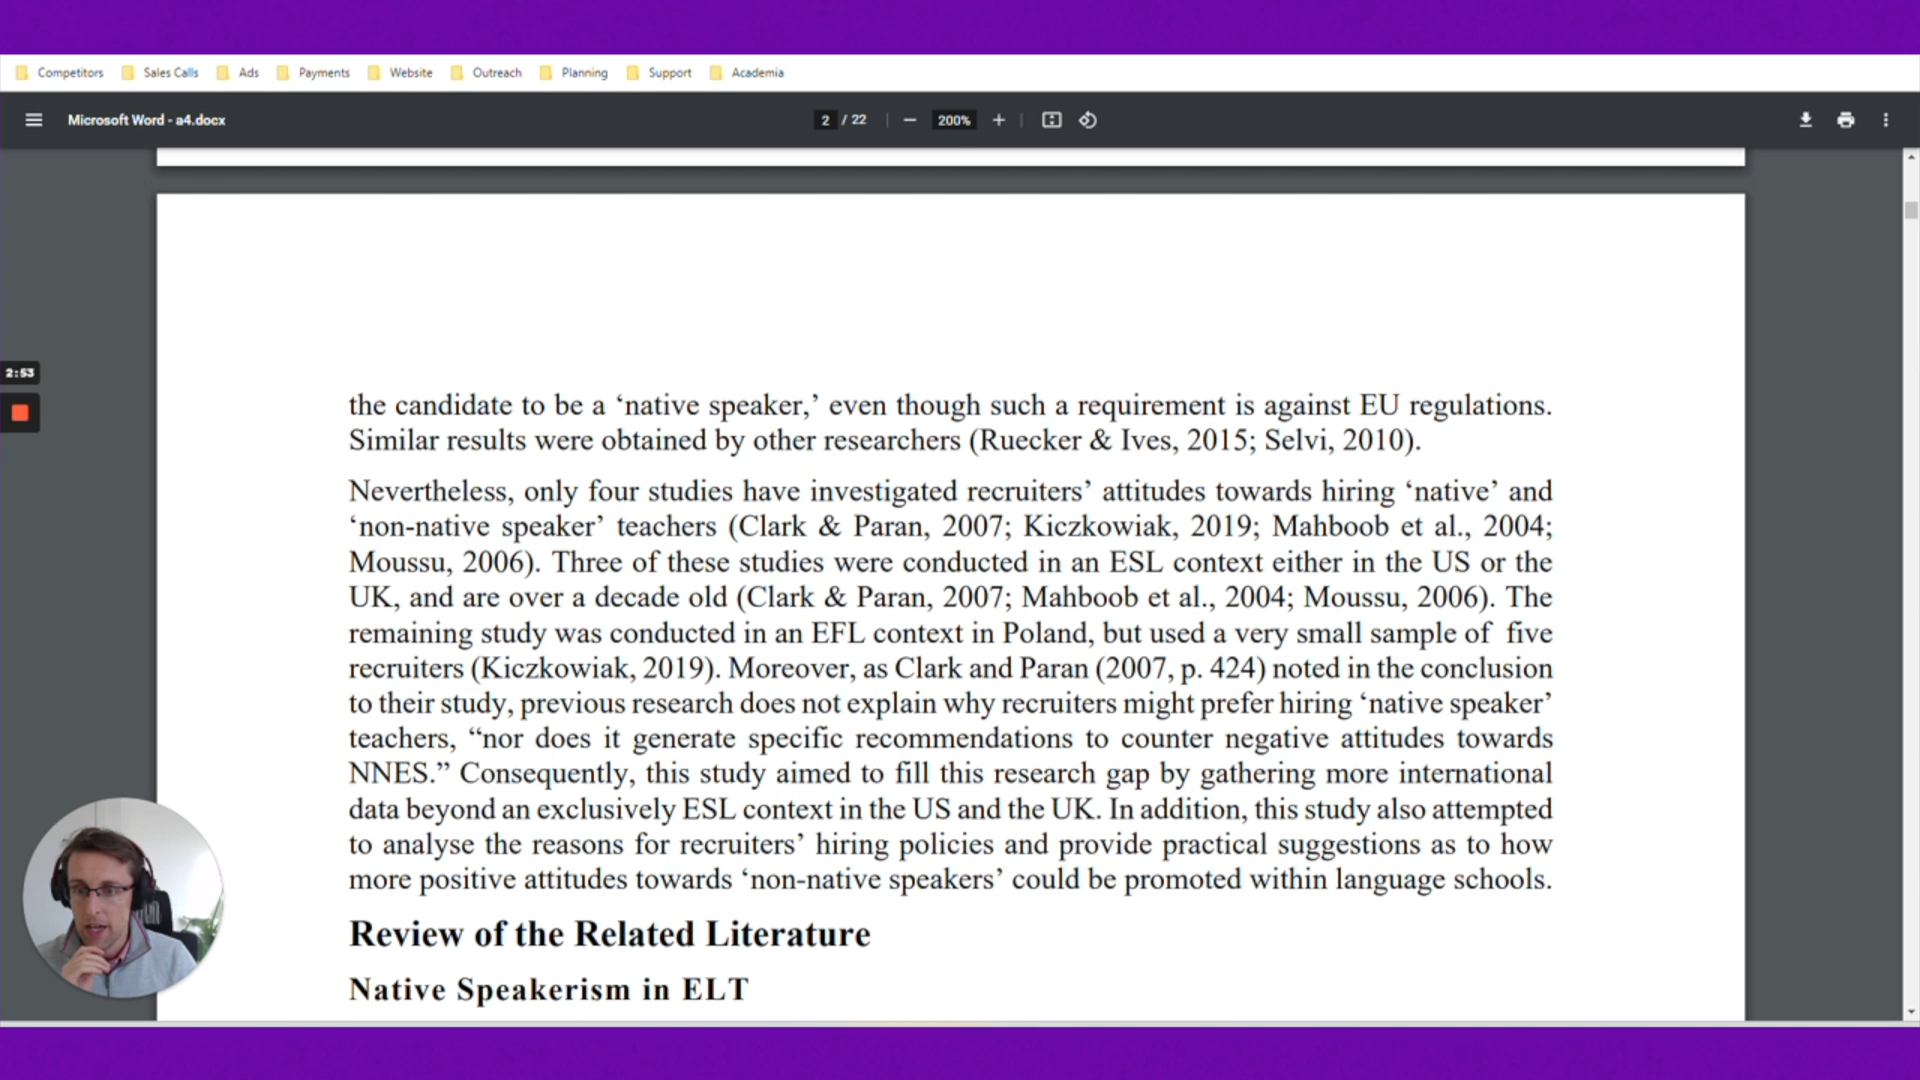 Competitors Sales Calls Ads Payments Website Outreach Planning Support Academia
Microsoft Word - a4.docx 2 / 22 200%
2:53
the candidate to be a ‘native speaker,’ even though such a requirement is against EU regulations.
Similar results were obtained by other researchers (Ruecker & Ives, 2015; Selvi, 2010).
Nevertheless, only four studies have investigated recruiters’ attitudes towards hiring ‘native’ and
‘non-native speaker’ teachers (Clark & Paran, 2007; Kiczkowiak, 2019; Mahboob et al., 2004;
Moussu, 2006). Three of these studies were conducted in an ESL context either in the US or the
UK, and are over a decade old (Clark & Paran, 2007; Mahboob et al., 2004; Moussu, 2006). The
remaining study was conducted in an EFL context in Poland, but used a very small sample of five
recruiters (Kiczkowiak, 2019). Moreover, as Clark and Paran (2007, p. 424) noted in the conclusion
to their study, previous research does not explain why recruiters might prefer hiring ‘native speaker’
teachers, “nor does it generate specific recommendations to counter negative attitudes towards
NNES.” Consequently, this study aimed to fill this research gap by gathering more international
data beyond an exclusively ESL context in the US and the UK. In addition, this study also attempted
to analyse the reasons for recruiters’ hiring policies and provide practical suggestions as to how
more positive attitudes towards ‘non-native speakers’ could be promoted within language schools.
Review of the Related Literature
Native Speakerism in ELT